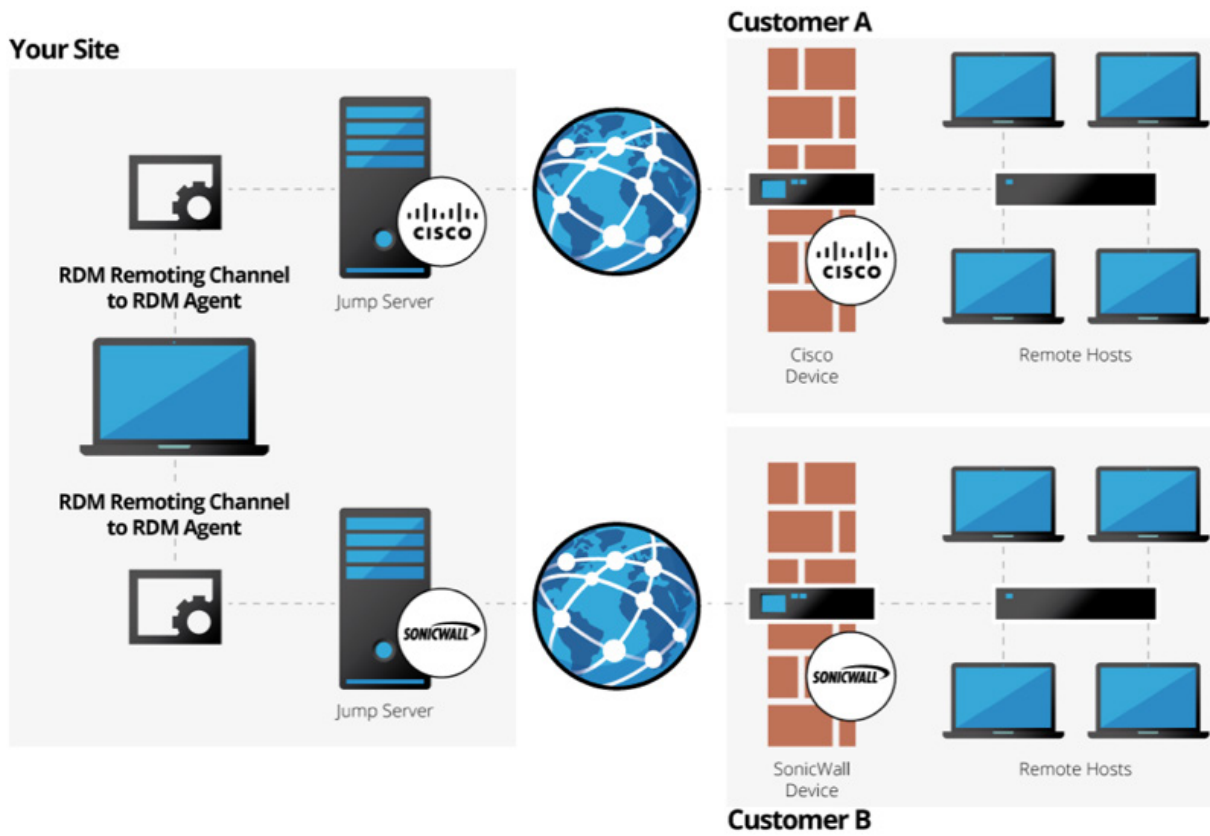 Your Site
Customer A
CISCO
RDM Remoting Channel
to RDM Agent
Jump Server
CISCO
Cisco
Device
Remote Hosts
RDM Remoting Channel
to RDM Agent
SONICWALL
Jump Server
SONICWALL
SonicWall
Device
Remote Hosts
Customer B